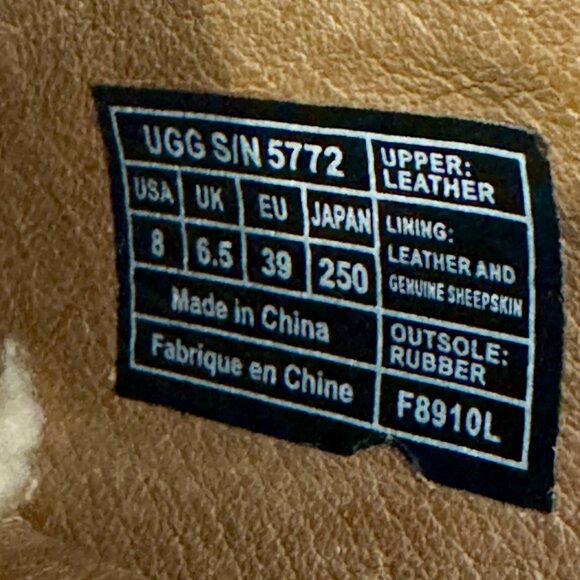 UGG S/N 5772
USA UK EU JAPAN
8 6.5 39 250
Made in China
Fabrique en Chine
UPPER:
LEATHER
LINING:
LEATHER AND
GENUINE SHEEPSKIN
OUTSOLE:
RUBBER
F8910L